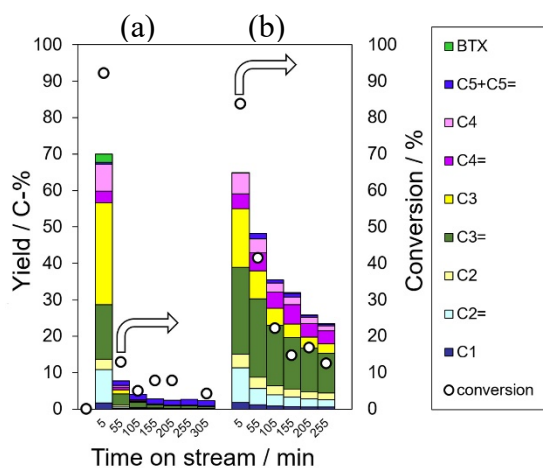 (a) (b)
100 100
90 90
80 80
70 70
60 60
50 50
40 40
30 30
20 20
10 10
0 0
Yield / C-%
Conversion / %
5 55 105 155 205 255 305 5 55 105 155 205 255
Time on stream / min
BTX
C5+C5=
C4
C4=
C3
C3=
C2
C2=
C1
conversion